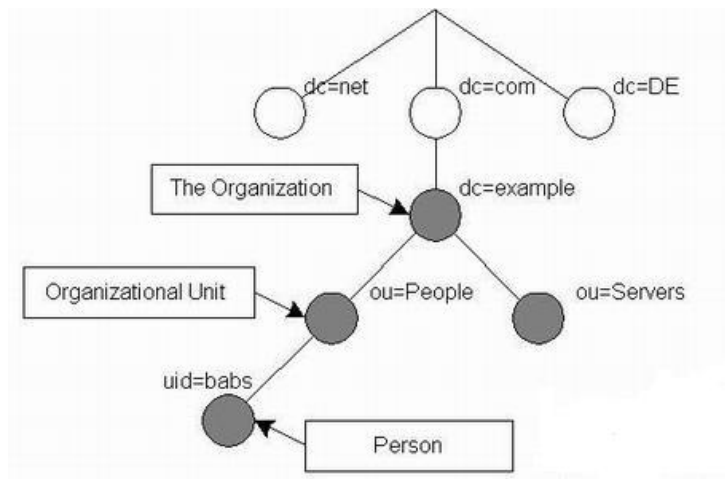 dc=net
dc=com
dc=DE
The Organization
dc=example
Organizational Unit
ou=People
ou=Servers
uid=babs
Person